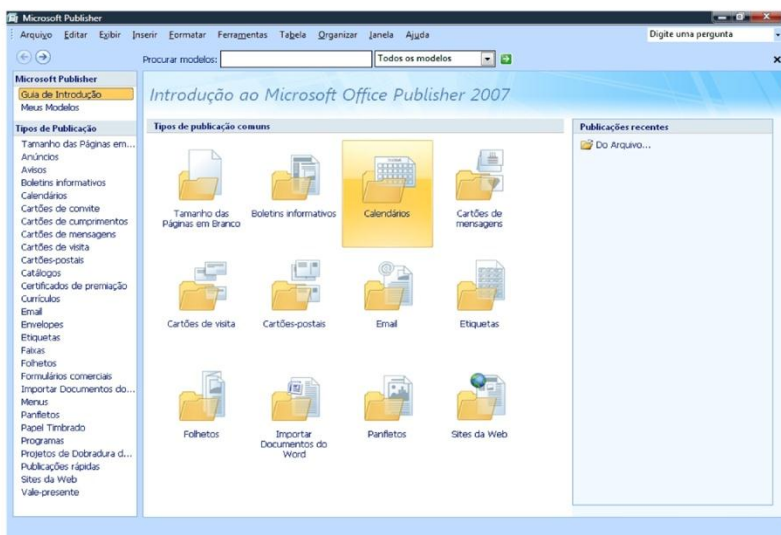 Microsoft Publisher
Arquivo Editar Exibir Inserir Formatar Ferramentas Tabela Organizar Janela Ajuda
Digite uma pergunta
Procurar modelos:
Todos os modelos
Microsoft Publisher
Guia de Introdução
Meus Modelos
Tipos de Publicação
Tamanho das Páginas em...
Anúncios
Avisos
Boletins informativos
Calendários
Cartões de convite
Cartões de cumprimentos
Cartões de mensagens
Cartões de visita
Cartões-postais
Catálogos
Certificados de premiação
Currículos
Email
Envelopes
Etiquetas
Faixas
Folhetos
Formulários comerciais
Importar Documentos do...
Menus
Panfletos
Papel Timbrado
Programas
Projetos de Dobradura d...
Publicações rápidas
Sites da Web
Vale-presente
Introdução ao Microsoft Office Publisher 2007
Tipos de publicação comuns
Tamanho das
Páginas em Branco
Boletins informativos
Calendários
Cartões de
mensagens
Cartões de visita
Cartões-postais
Email
Etiquetas
Folhetos
Importar
Documentos do
Word
Panfletos
Sites da Web
Publicações recentes
Do Arquivo...